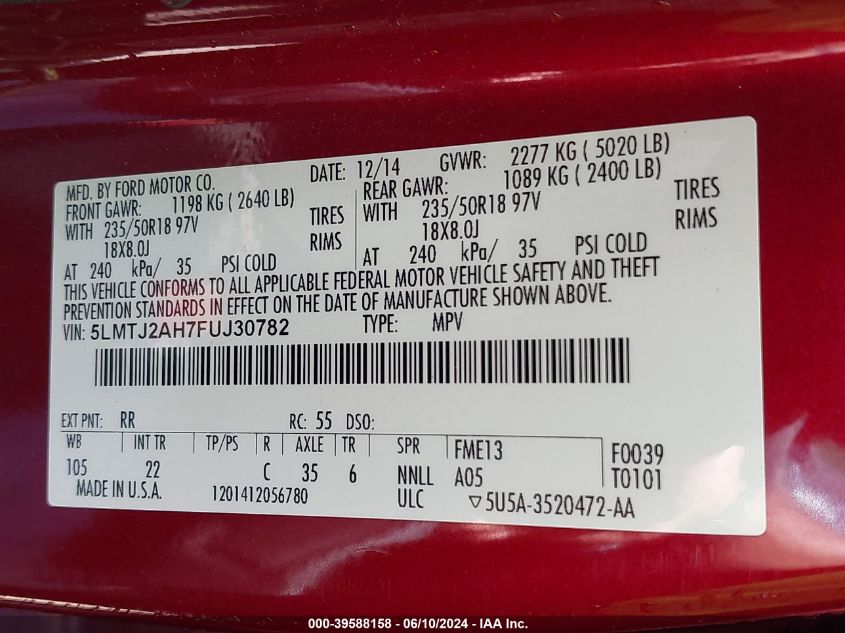 MFD. BY FORD MOTOR CO. DATE: 12/14 GVWR: 2277 KG ( 5020 LB)
FRONT GAWR: 1198 KG ( 2640 LB) REAR GAWR: 1089 KG ( 2400 LB)
WITH 235/50R18 97V TIRES WITH 235/50R18 97V TIRES
18X8.0J RIMS 18X8.0J RIMS
AT 240 kPa/ 35 PSI COLD AT 240 kPa/ 35 PSI COLD
THIS VEHICLE CONFORMS TO ALL APPLICABLE FEDERAL MOTOR VEHICLE SAFETY AND THEFT
PREVENTION STANDARDS IN EFFECT ON THE DATE OF MANUFACTURE SHOWN ABOVE.
VIN: 5LMTJ2AH7FUJ30782 TYPE: MPV
EXT PNT: RR RC: 55 DSO:
WB INT TR TP/PS R AXLE TR SPR FME13 F0039
105 22 C 35 6 NNLL A05 T0101
MADE IN U.S.A. 1201412056780 ULC ▽5U5A-3520472-AA
000-39588158 - 06/10/2024 - IAA Inc.